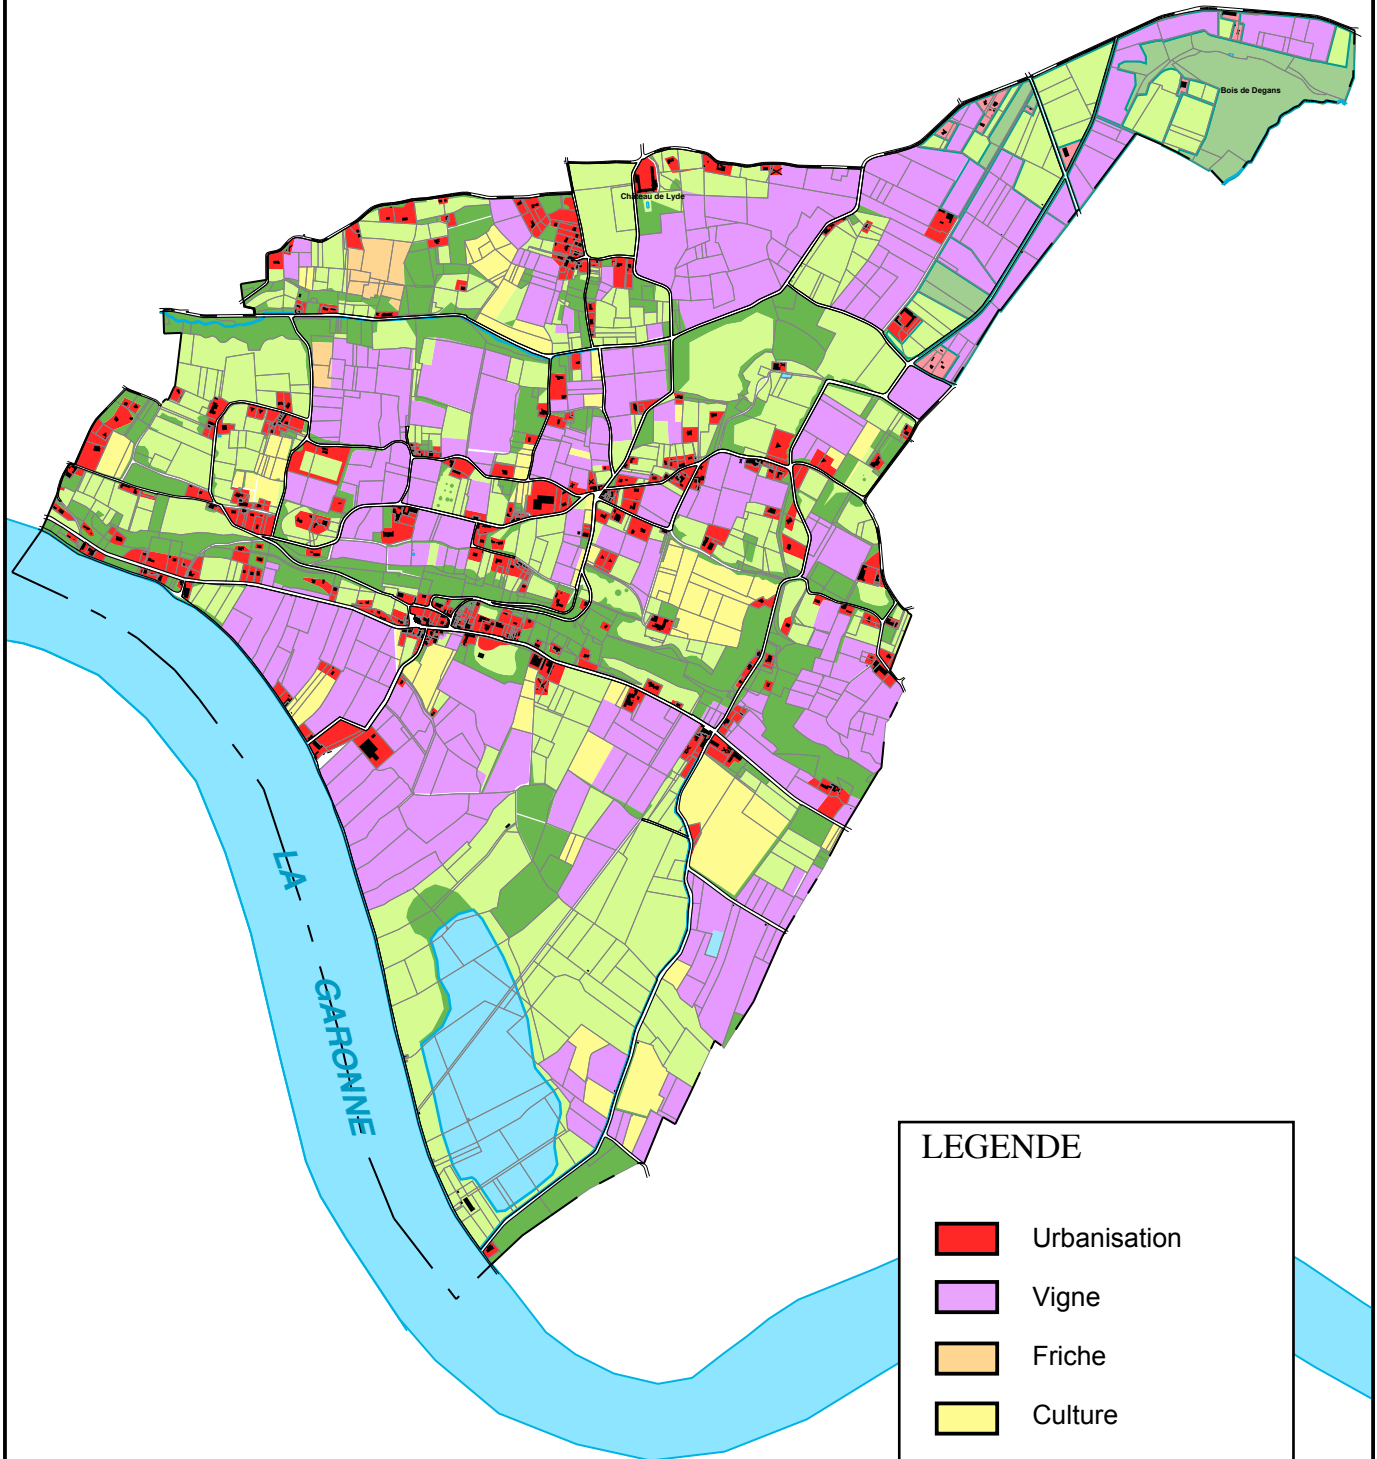 Bois de Degans
Château de Lyde
LA GARONNE
LEGENDE
Urbanisation
Vigne
Friche
Culture